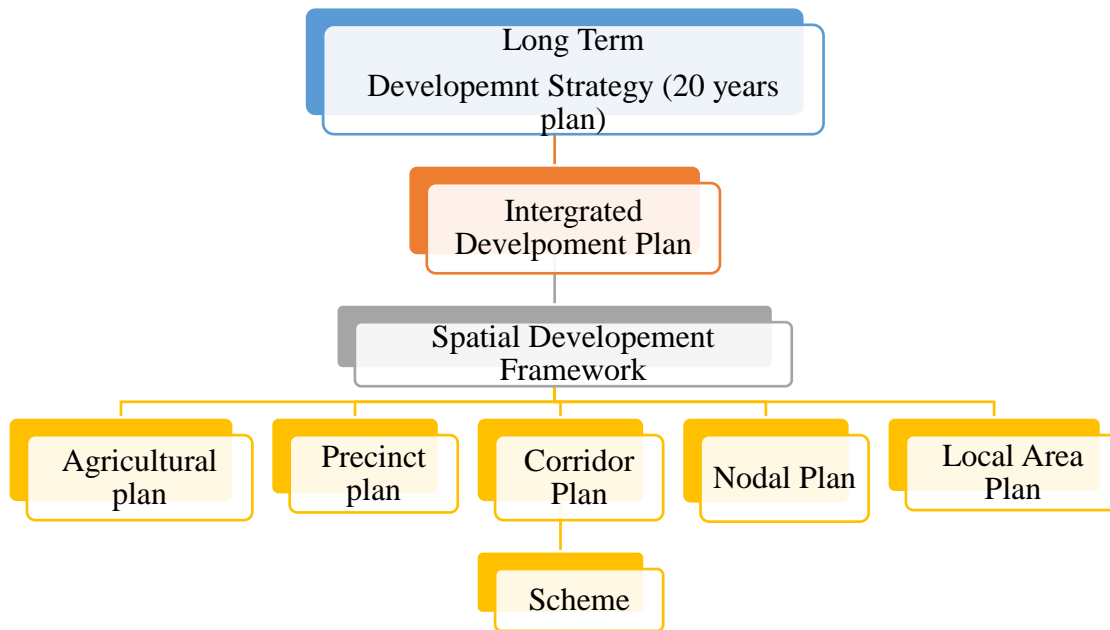 Long Term
Developemnt Strategy (20 years
plan)
Intergrated
Develpoment Plan
Spatial Developement
Framework
Agricultural
plan
Precinct
plan
Corridor
Plan
Nodal Plan
Local Area
Plan
Scheme